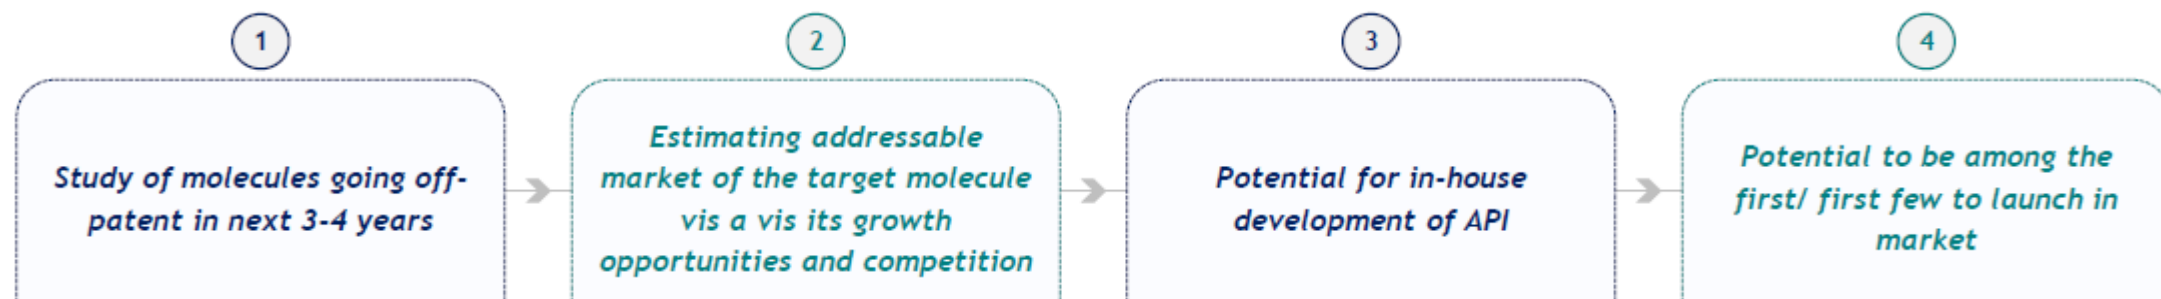 1
Study of molecules going off-
patent in next 3-4 years
2
Estimating addressable
market of the target molecule
vis a vis its growth
opportunities and competition
3
Potential for in-house
development of API
4
Potential to be among the
first/ first few to launch in
market